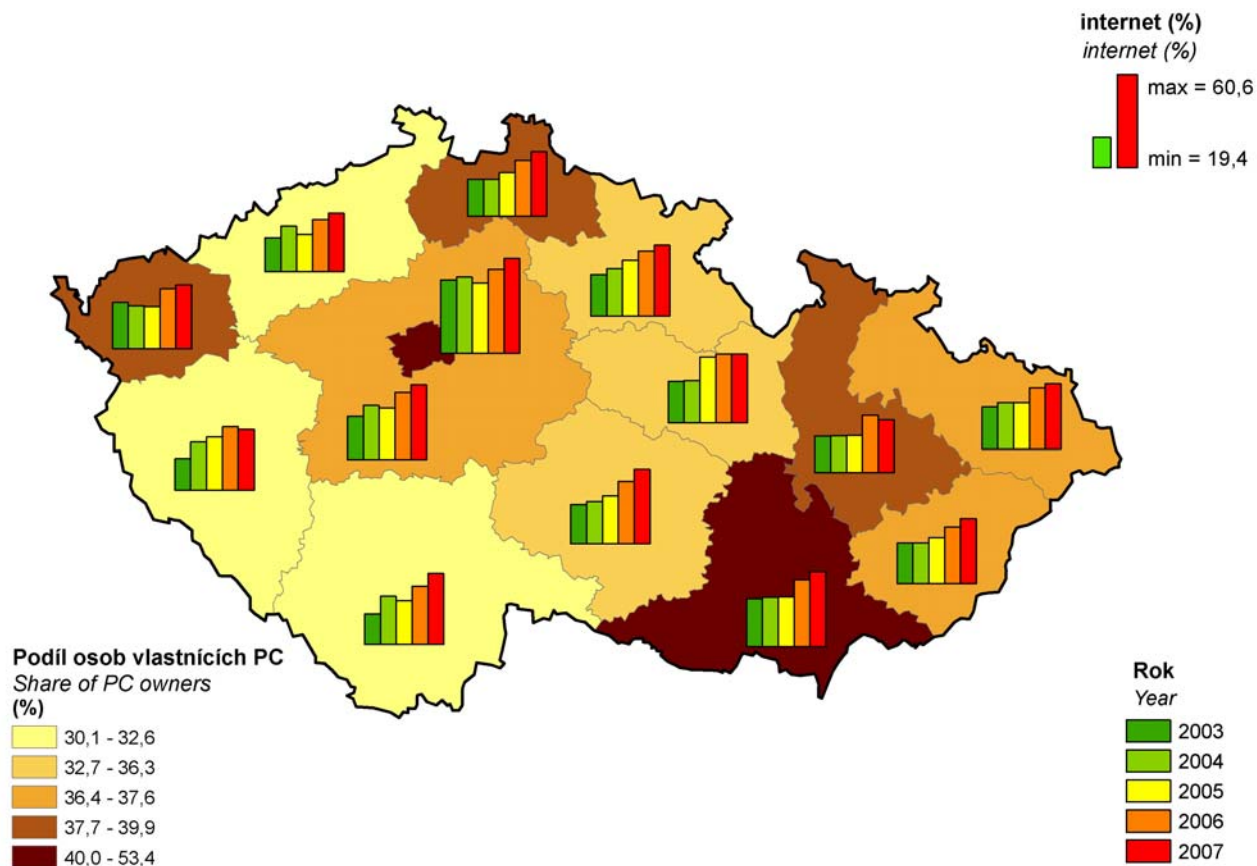 internet (%)
internet (%)
max = 60,6
min = 19,4
Podíl osob vlastnících PC
Share of PC owners
(%)
30,1 - 32,6
32,7 - 36,3
36,4 - 37,6
37,7 - 39,9
40,0 - 53,4
Rok
Year
2003
2004
2005
2006
2007